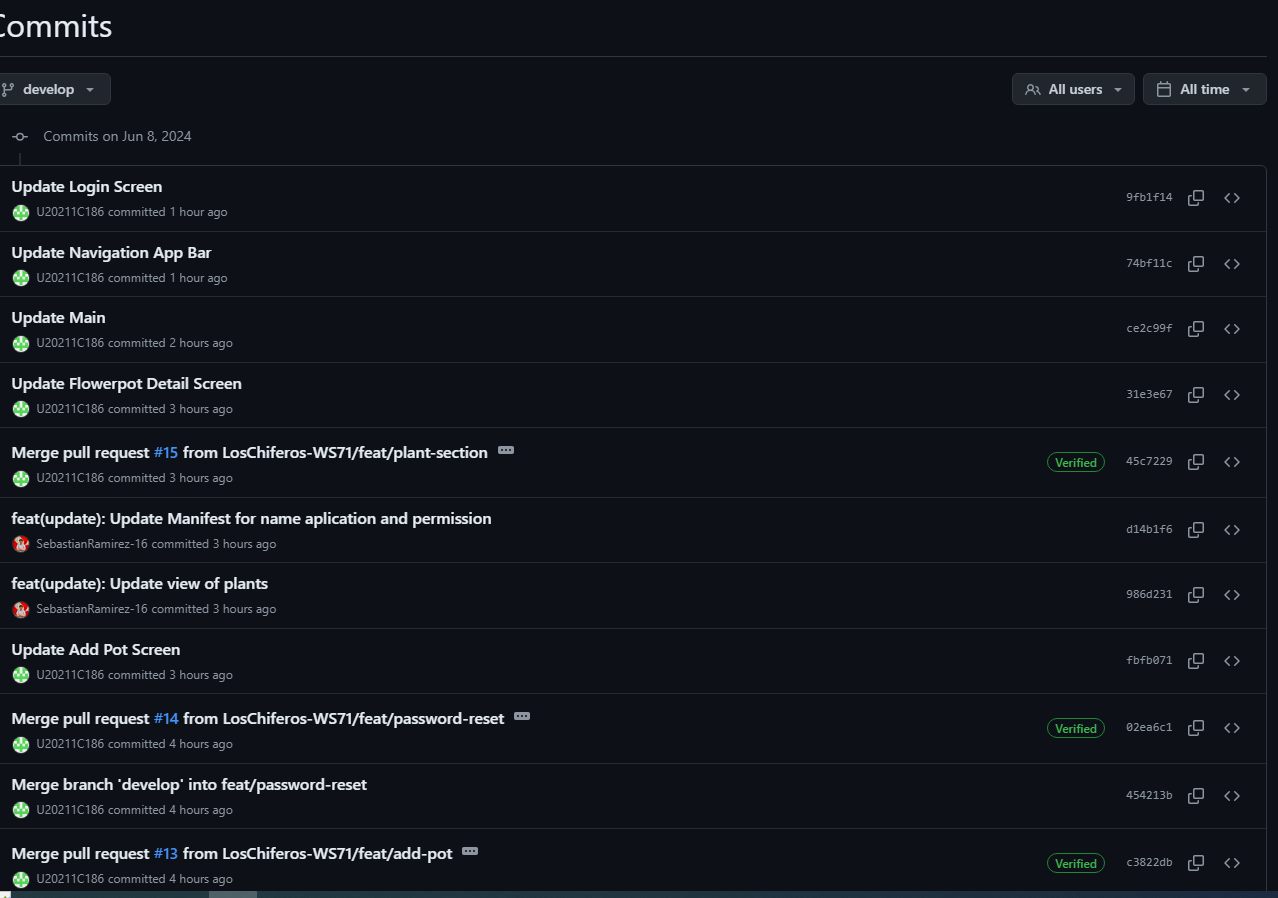 Commits
develop
All users
All time
Commits on Jun 8, 2024
Update Login Screen
U20211C186 committed 1 hour ago
9fb1f14
Update Navigation App Bar
U20211C186 committed 1 hour ago
74bf11c
Update Main
U20211C186 committed 2 hours ago
ce2c99f
Update Flowerpot Detail Screen
U20211C186 committed 3 hours ago
31e3e67
Merge pull request #15 from LosChiferos-WS71/feat/plant-section
U20211C186 committed 3 hours ago
Verified
45c7229
feat(update): Update Manifest for name aplication and permission
SebastianRamirez-16 committed 3 hours ago
d14b1f6
feat(update): Update view of plants
SebastianRamirez-16 committed 3 hours ago
986d231
Update Add Pot Screen
U20211C186 committed 3 hours ago
fbfb071
Merge pull request #14 from LosChiferos-WS71/feat/password-reset
U20211C186 committed 4 hours ago
Verified
02ea6c1
Merge branch 'develop' into feat/password-reset
U20211C186 committed 4 hours ago
454213b
Merge pull request #13 from LosChiferos-WS71/feat/add-pot
U20211C186 committed 4 hours ago
Verified
c3822db